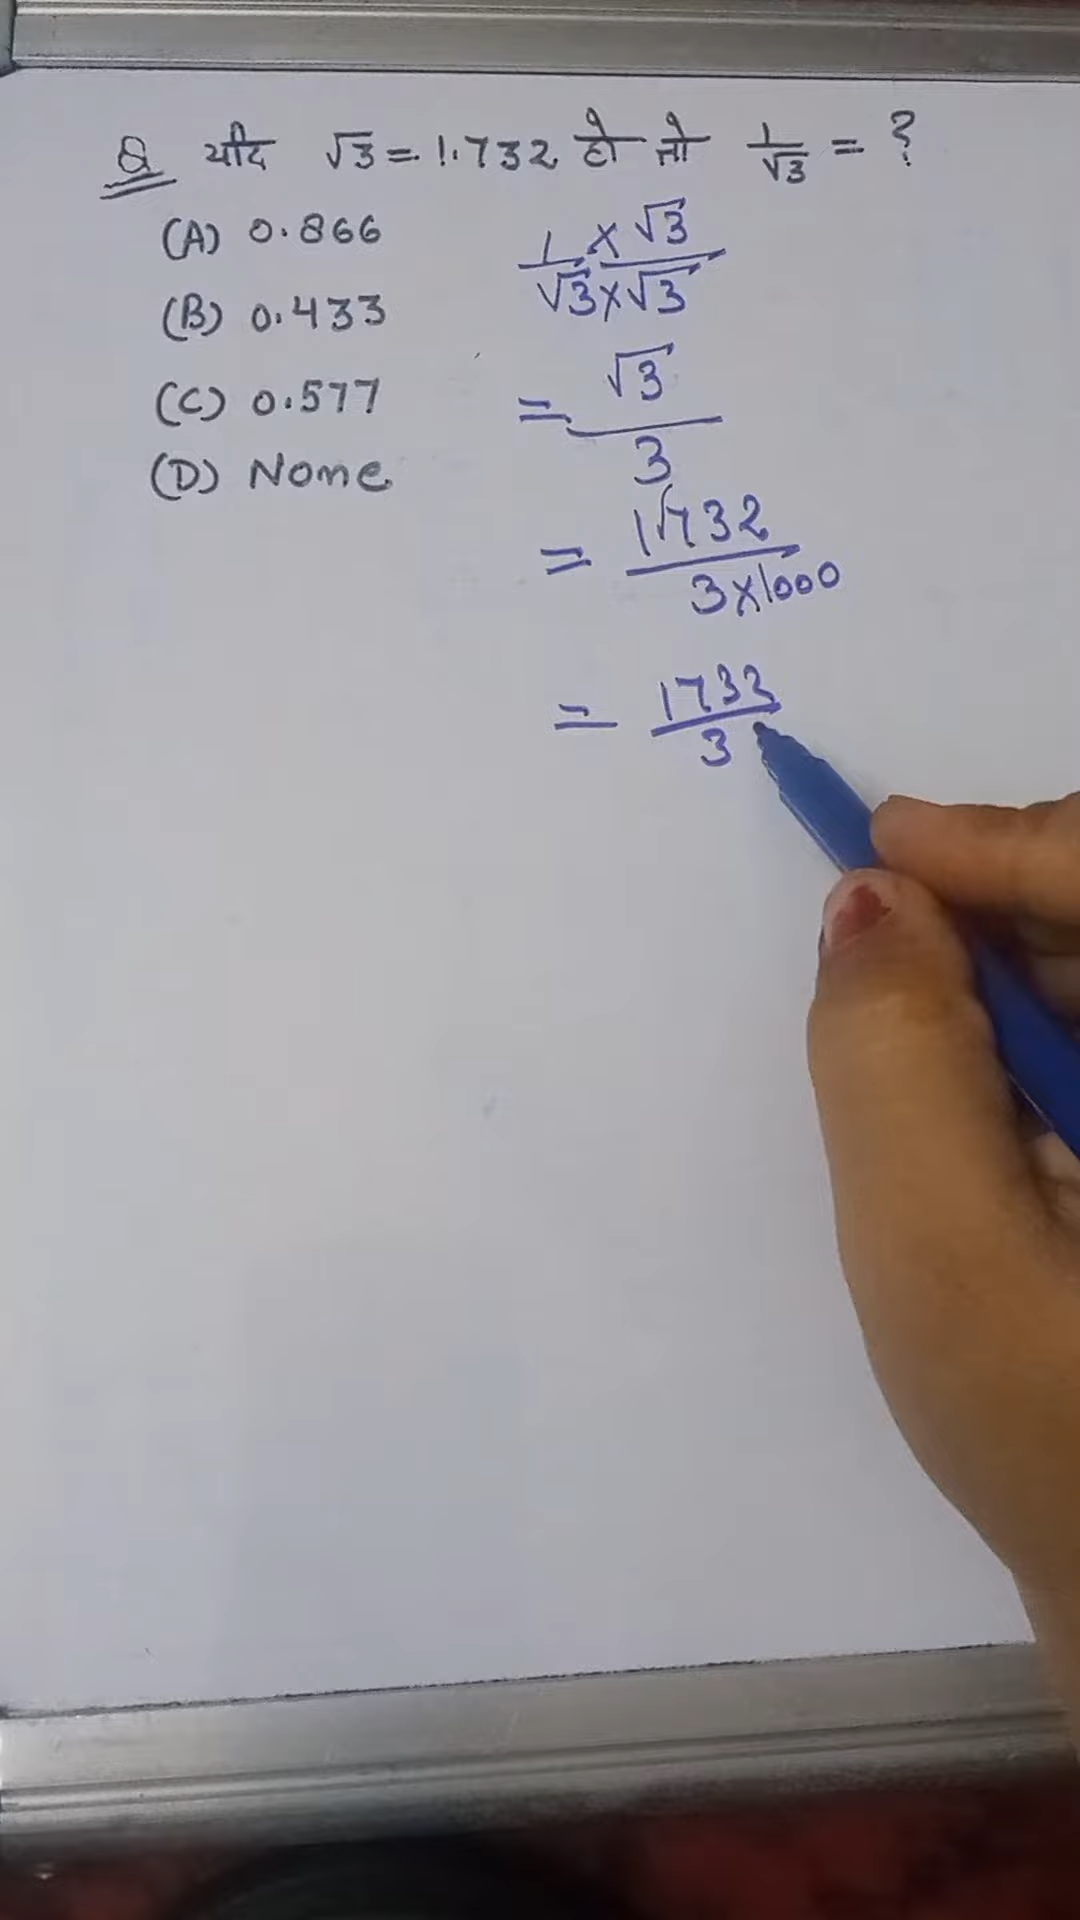 Q यदि √3 = 1.732 हो तो 1/√3 = ?
(A) 0.866
(B) 0.433
(C) 0.577
(D) None
1/√3 × √3/√3
= √3/3
= 1732/3×1000
= 1732/3